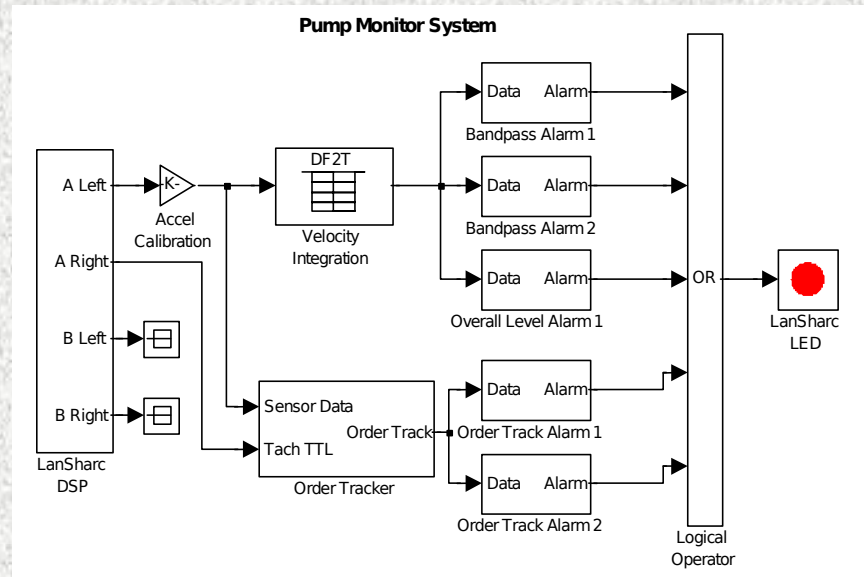 Pump Monitor System
A Left
A Right
B Left
B Right
LanSharc
DSP
-K-
Accel
Calibration
DF2T
Velocity
Integration
Data Alarm
Bandpass Alarm 1
Data Alarm
Bandpass Alarm 2
Data Alarm
Overall Level Alarm 1
Sensor Data
Tach TTL
Order Track
Order Tracker
Data Alarm
Order Track Alarm 1
Data Alarm
Order Track Alarm 2
OR
Logical
Operator
LanSharc
LED